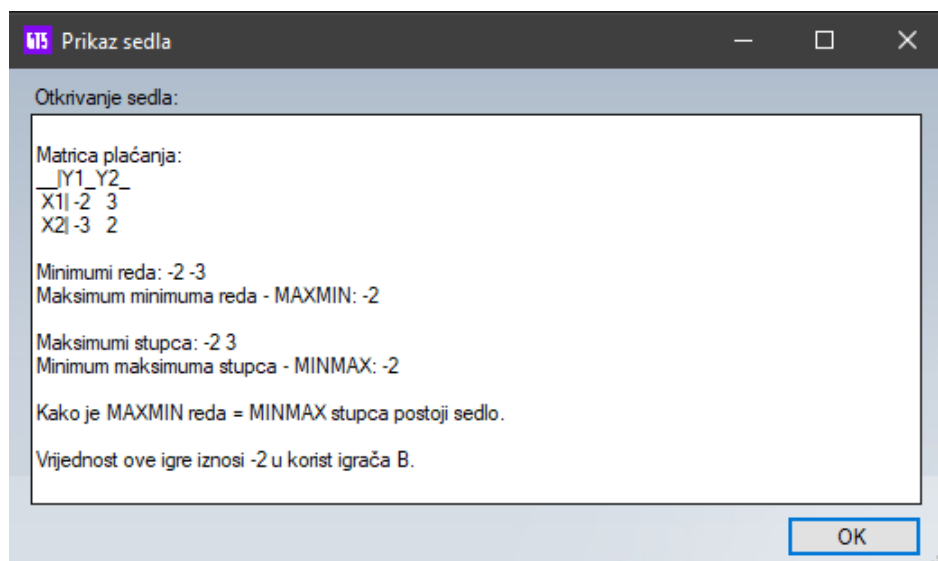 GTS Prikaz sedla
Otkrivanje sedla:
Matrica plaćanja:
__|Y1_Y2_
X1| -2 3
X2| -3 2
Minimumi reda: -2 -3
Maksimum minimuma reda - MAXMIN: -2
Maksimumi stupca: -2 3
Minimum maksimuma stupca - MINMAX: -2
Kako je MAXMIN reda = MINMAX stupca postoji sedlo.
Vrijednost ove igre iznosi -2 u korist igrača B.
OK